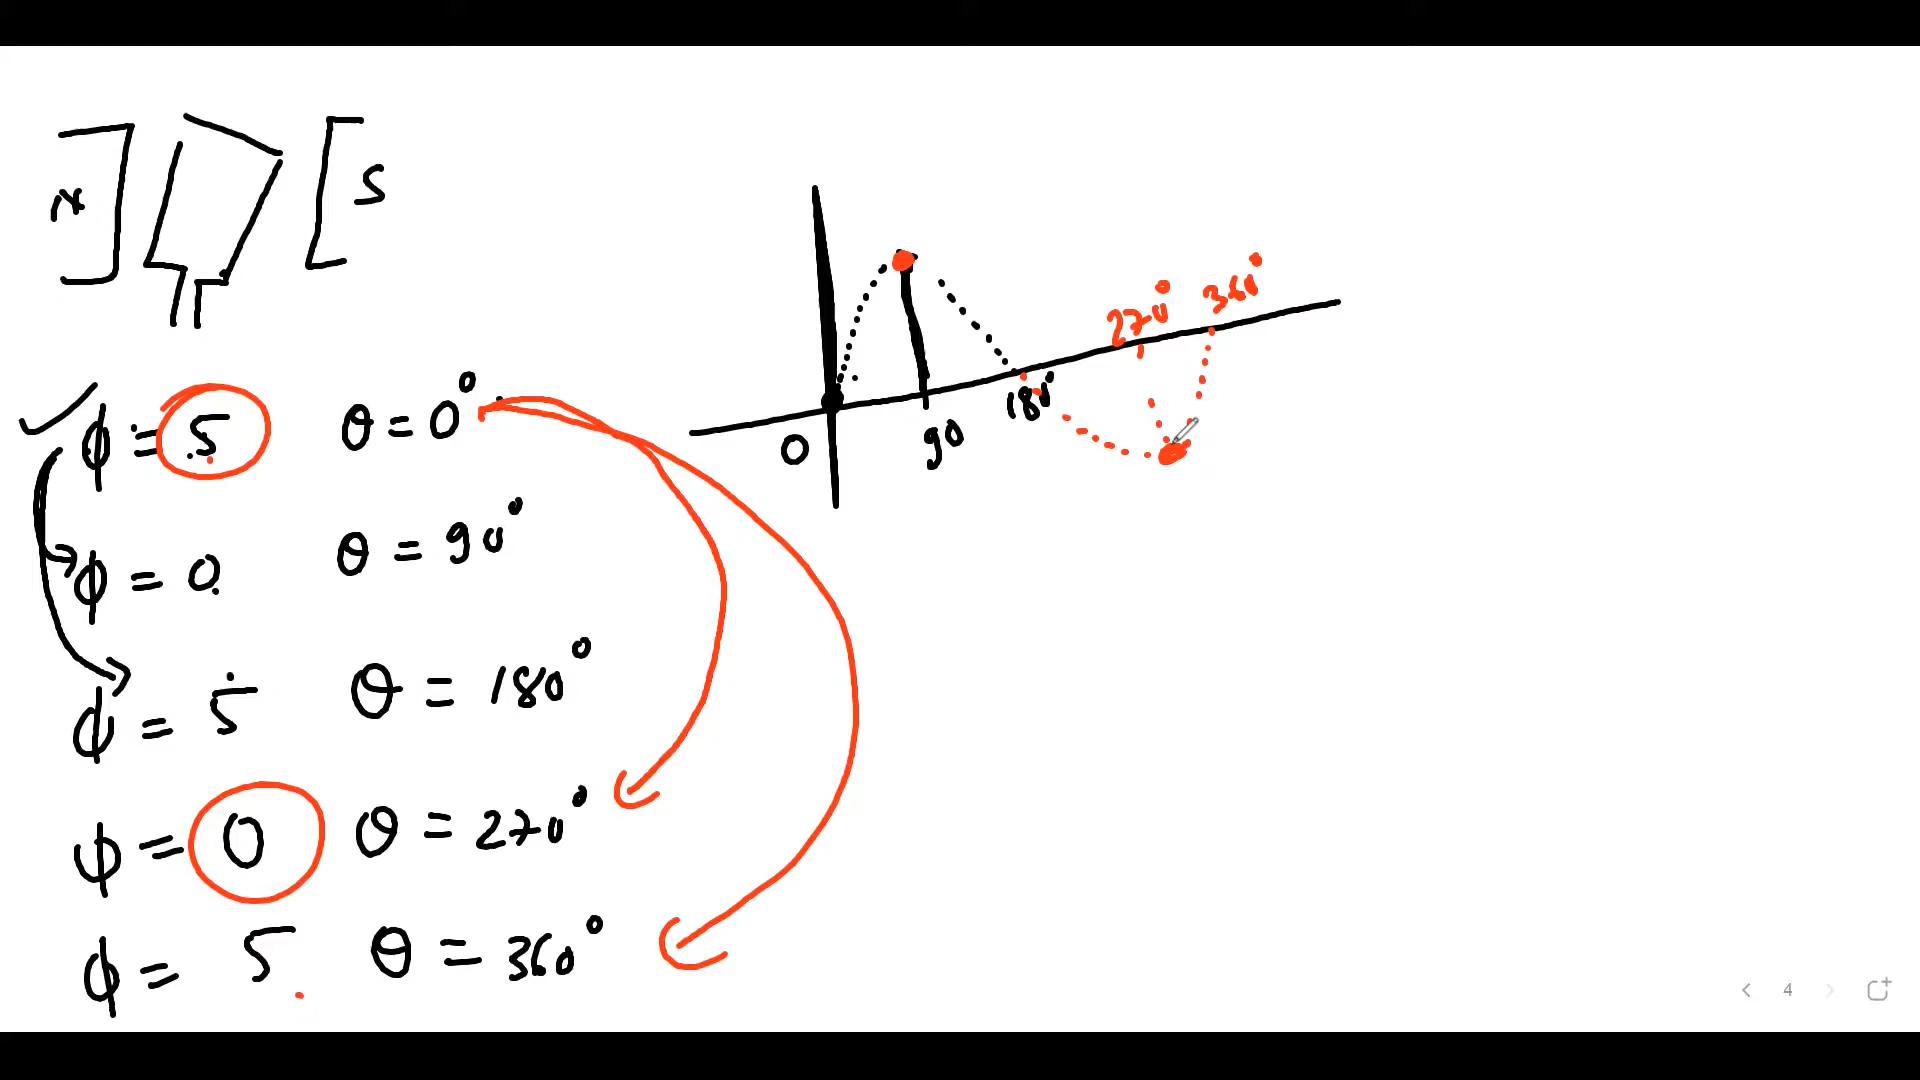 N S
φ = 5 θ = 0°
φ = 0 θ = 90°
φ = 5 θ = 180°
φ = 0 θ = 270°
φ = 5 θ = 360°
0 90 180° 270° 360°
4